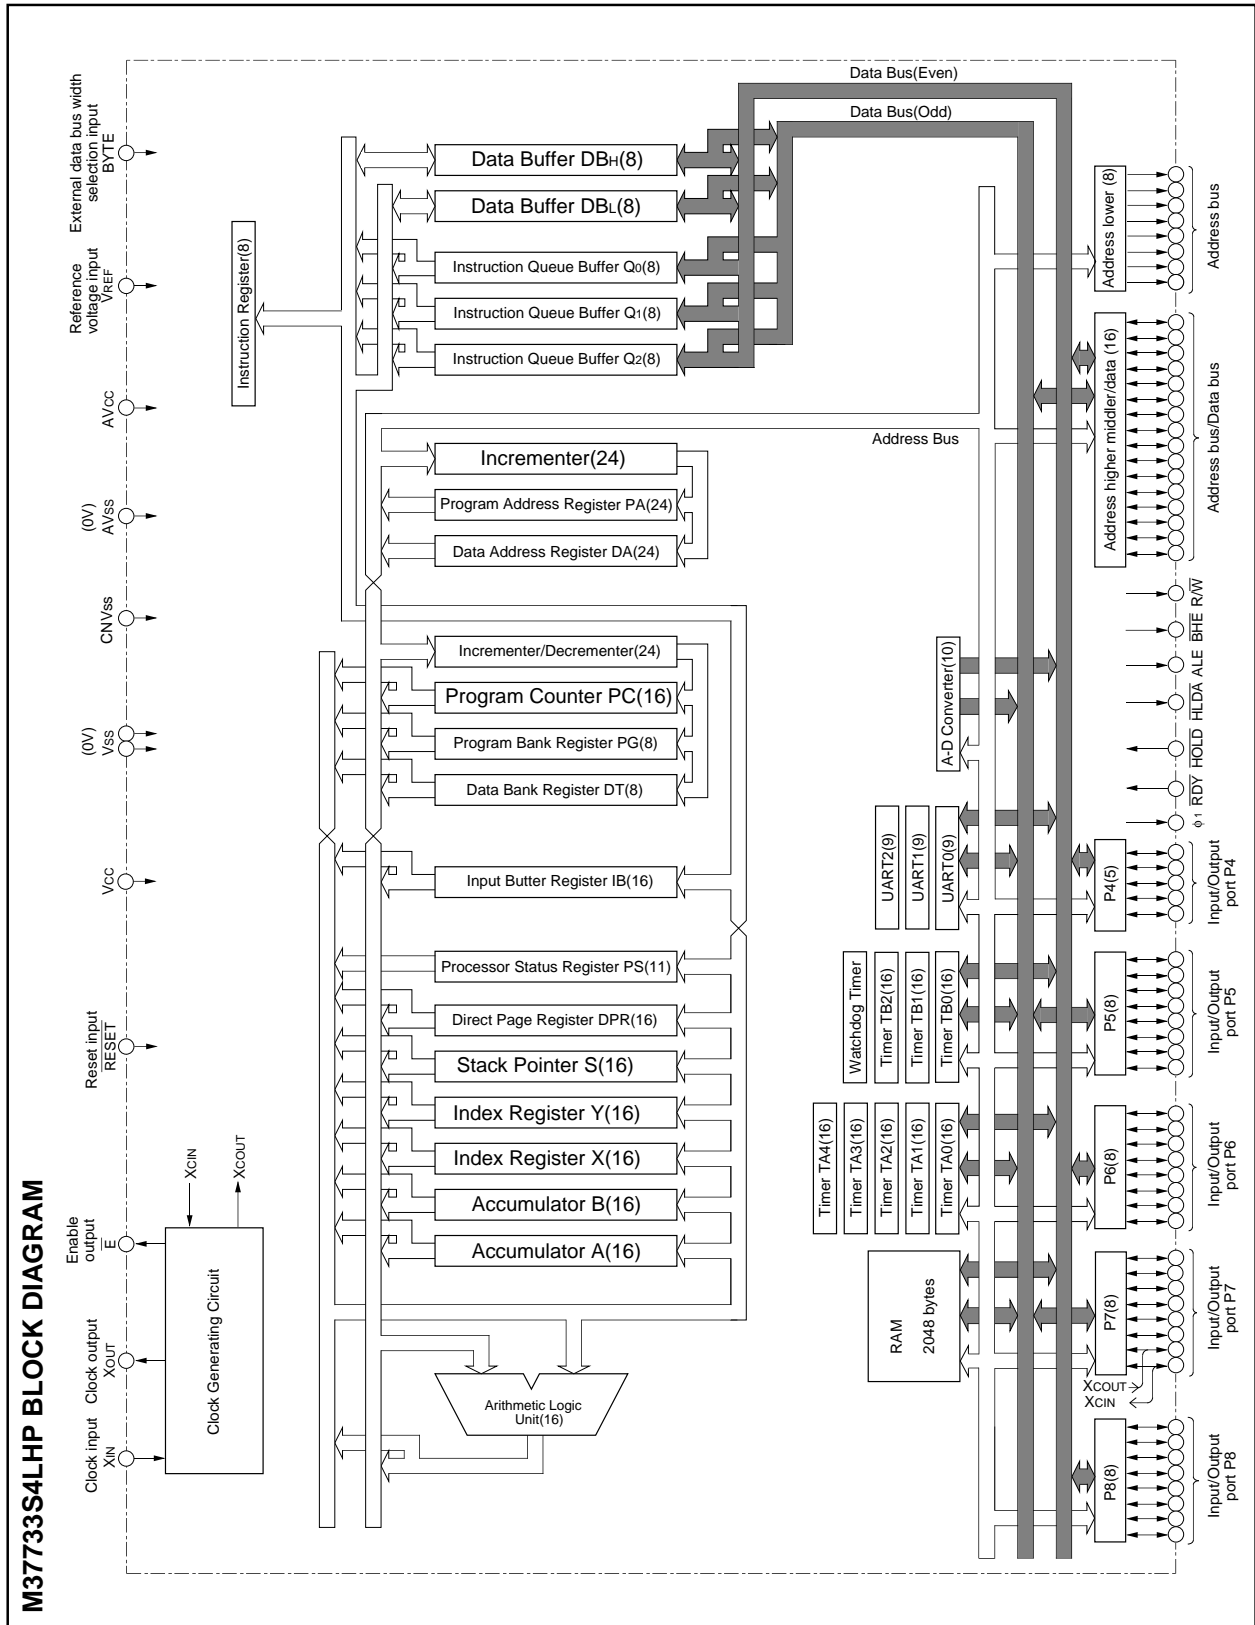 M37733S4LHP BLOCK DIAGRAM
Clock input
XIN
Clock output
XOUT
Enable
output
E
Reset input
RESET
VCC
(0V)
VSS
CNVSS
(0V)
AVSS
AVCC
Reference
voltage input
VREF
External data bus width
selection input
BYTE
Clock Generating Circuit
XCIN
XCOUT
Instruction Register(8)
Data Buffer DBH(8)
Data Buffer DBL(8)
Instruction Queue Buffer Q0(8)
Instruction Queue Buffer Q1(8)
Instruction Queue Buffer Q2(8)
Incrementer(24)
Program Address Register PA(24)
Data Address Register DA(24)
Incrementer/Decrementer(24)
Program Counter PC(16)
Program Bank Register PG(8)
Data Bank Register DT(8)
Input Butter Register IB(16)
Processor Status Register PS(11)
Direct Page Register DPR(16)
Stack Pointer S(16)
Index Register Y(16)
Index Register X(16)
Accumulator B(16)
Accumulator A(16)
Arithmetic Logic
Unit(16)
Data Bus(Even)
Data Bus(Odd)
Address Bus
A-D Converter(10)
UART2(9)
UART1(9)
UART0(9)
Watchdog Timer
Timer TB2(16)
Timer TB1(16)
Timer TB0(16)
Timer TA4(16)
Timer TA3(16)
Timer TA2(16)
Timer TA1(16)
Timer TA0(16)
RAM
2048 bytes
Address lower (8)
Address bus
Address higher middler/data (16)
Address bus/Data bus
R/W
BHE
ALE
HLDA
HOLD
RDY
ϕ1
P4(5)
Input/Output
port P4
P5(8)
Input/Output
port P5
P6(8)
Input/Output
port P6
P7(8)
Input/Output
port P7
XCOUT
XCIN
P8(8)
Input/Output
port P8